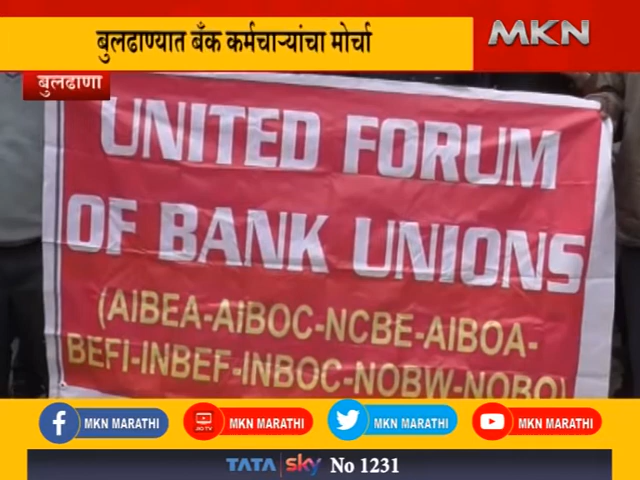 बुलढाण्यात बँक कर्मचाऱ्यांचा मोर्चा
MKN
बुलढाणा
UNITED FORUM
OF BANK UNIONS
(AIBEA-AIBOC-NCBE-AIBOA-
BEFI-INBEF-INBOC-NOBW-NOBO)
MKN MARATHI
JIOTV
MKN MARATHI
MKN MARATHI
MKN MARATHI
TATA sky No 1231